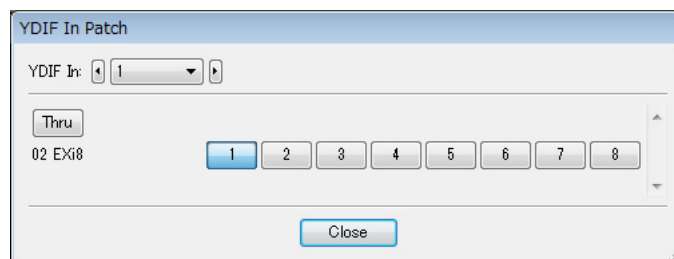 YDIF In Patch
YDIF In: 1
Thru
02 EXi8 1 2 3 4 5 6 7 8
Close